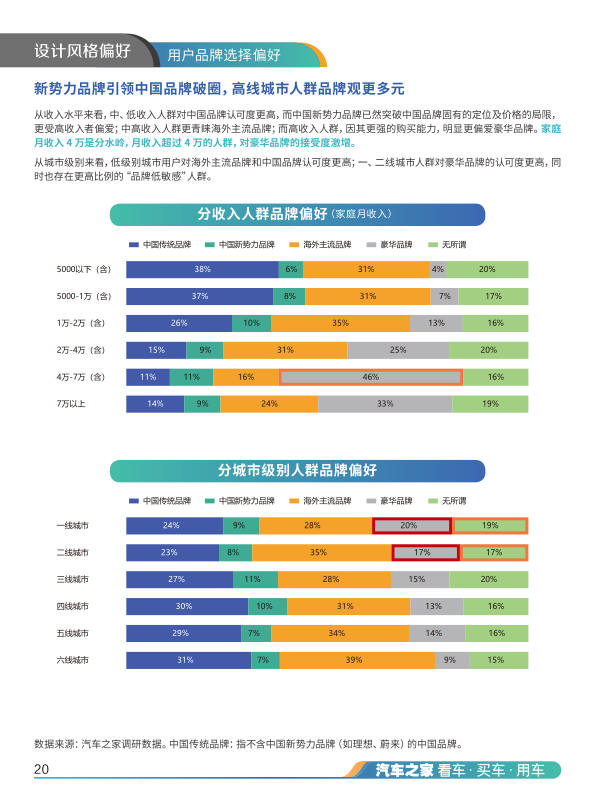 设计风格偏好
用户品牌选择偏好
新势力品牌引领中国品牌破圈，高线城市人群品牌观更多元
从收入水平来看，中、低收入人群对中国品牌认可度更高，而中国新势力品牌已然突破中国品牌固有的定位及价格的局限，
更受高收入者偏爱；中高收入人群更青睐海外主流品牌；而高收入人群，因其更强的购买能力，明显更偏爱豪华品牌。家庭
月收入 4 万是分水岭，月收入超过 4 万的人群，对豪华品牌的接受度激增。
从城市级别来看，低级别城市用户对海外主流品牌和中国品牌认可度更高；一、二线城市人群对豪华品牌的认可度更高，同
时也存在更高比例的“品牌低敏感”人群。
分收入人群品牌偏好（家庭月收入）
中国传统品牌 中国新势力品牌 海外主流品牌 豪华品牌 无所谓
5000以下（含） 38% 6% 31% 4% 20%
5000-1万（含） 37% 8% 31% 7% 17%
1万-2万（含） 26% 10% 35% 13% 16%
2万-4万（含） 15% 9% 31% 25% 20%
4万-7万（含） 11% 11% 16% 46% 16%
7万以上 14% 9% 24% 33% 19%
分城市级别人群品牌偏好
中国传统品牌 中国新势力品牌 海外主流品牌 豪华品牌 无所谓
一线城市 24% 9% 28% 20% 19%
二线城市 23% 8% 35% 17% 17%
三线城市 27% 11% 28% 15% 20%
四线城市 30% 10% 31% 13% 16%
五线城市 29% 7% 34% 14% 16%
六线城市 31% 7% 39% 9% 15%
数据来源：汽车之家调研数据。中国传统品牌：指不含中国新势力品牌（如理想、蔚来）的中国品牌。
20
汽车之家 看车·买车·用车